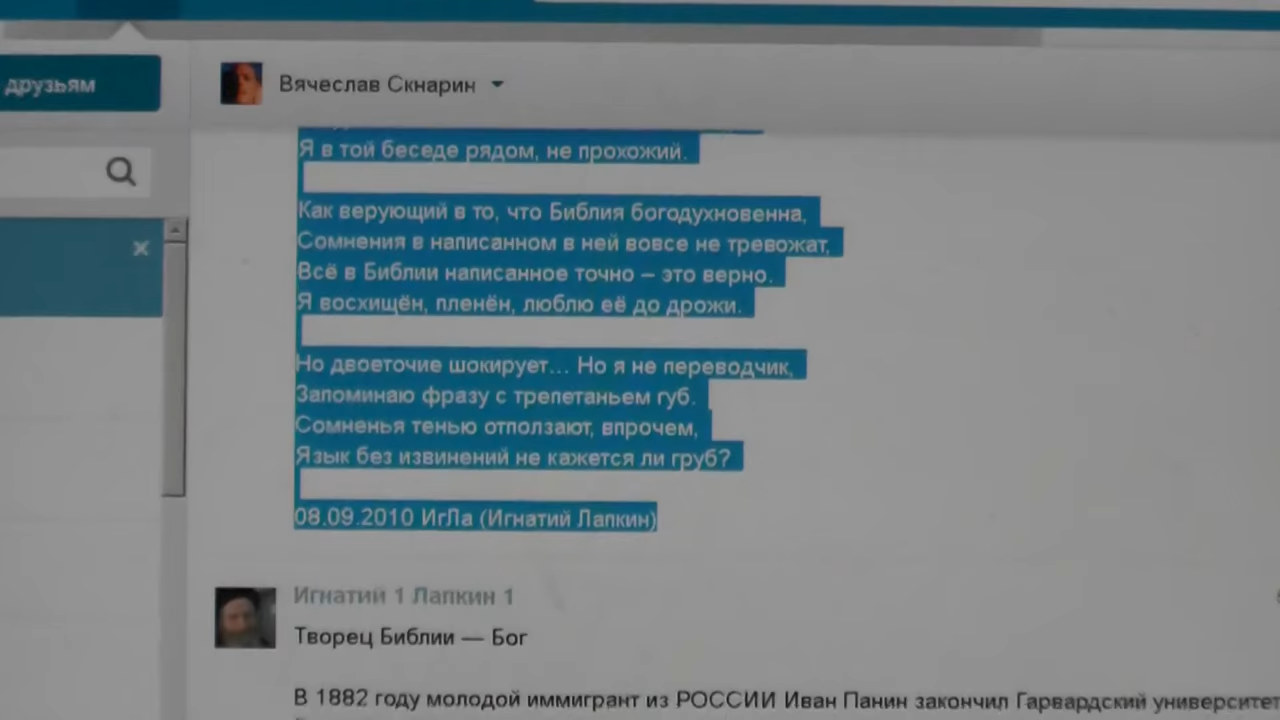 друзьям
Вячеслав Скнарин
Я в той беседе рядом, не прохожий.
Как верующий в то, что Библия богодухновенна,
Сомнения в написанном в ней вовсе не тревожат,
Всё в Библии написанное точно – это верно.
Я восхищён, пленён, люблю её до дрожи.
Но двоеточие шокирует... Но я не переводчик,
Запоминаю фразу с трепетаньем губ.
Сомненья тенью отползают, впрочем,
Язык без извинений не кажется ли груб?
08.09.2010 ИгЛа (Игнатий Лапкин)
Игнатий 1 Лапкин 1
Творец Библии — Бог
В 1882 году молодой иммигрант из РОССИИ Иван Панин закончил Гарвардский университет